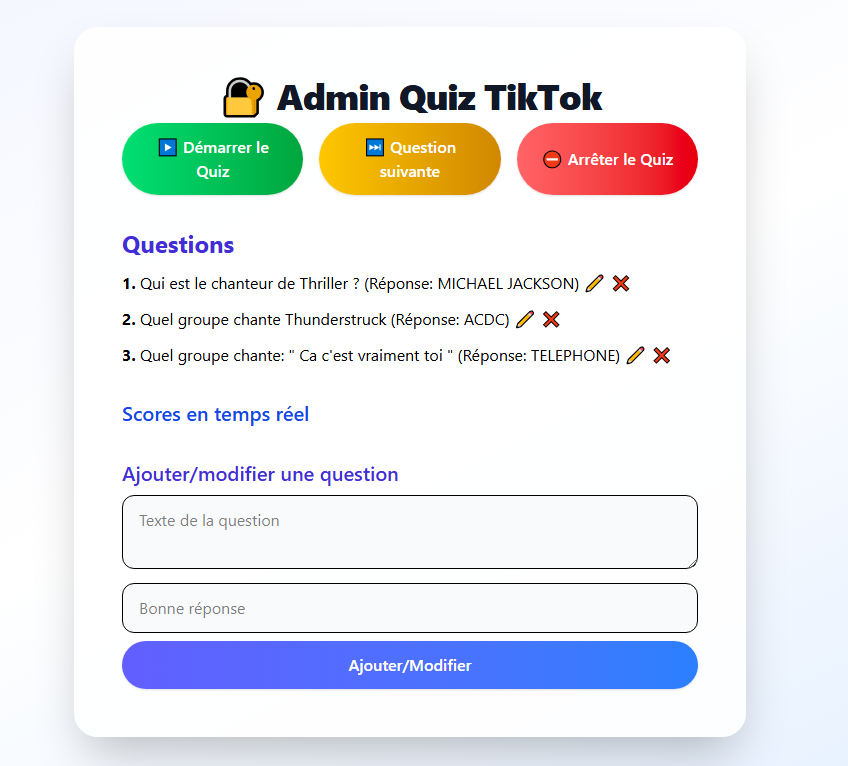 🔐 Admin Quiz TikTok
▶️ Démarrer le
Quiz
⏭️ Question
suivante
⛔ Arrêter le Quiz
Questions
1. Qui est le chanteur de Thriller ? (Réponse: MICHAEL JACKSON) ✏️ ❌
2. Quel groupe chante Thunderstruck (Réponse: ACDC) ✏️ ❌
3. Quel groupe chante: " Ca c'est vraiment toi " (Réponse: TELEPHONE) ✏️ ❌
Scores en temps réel
Ajouter/modifier une question
Texte de la question
Bonne réponse
Ajouter/Modifier